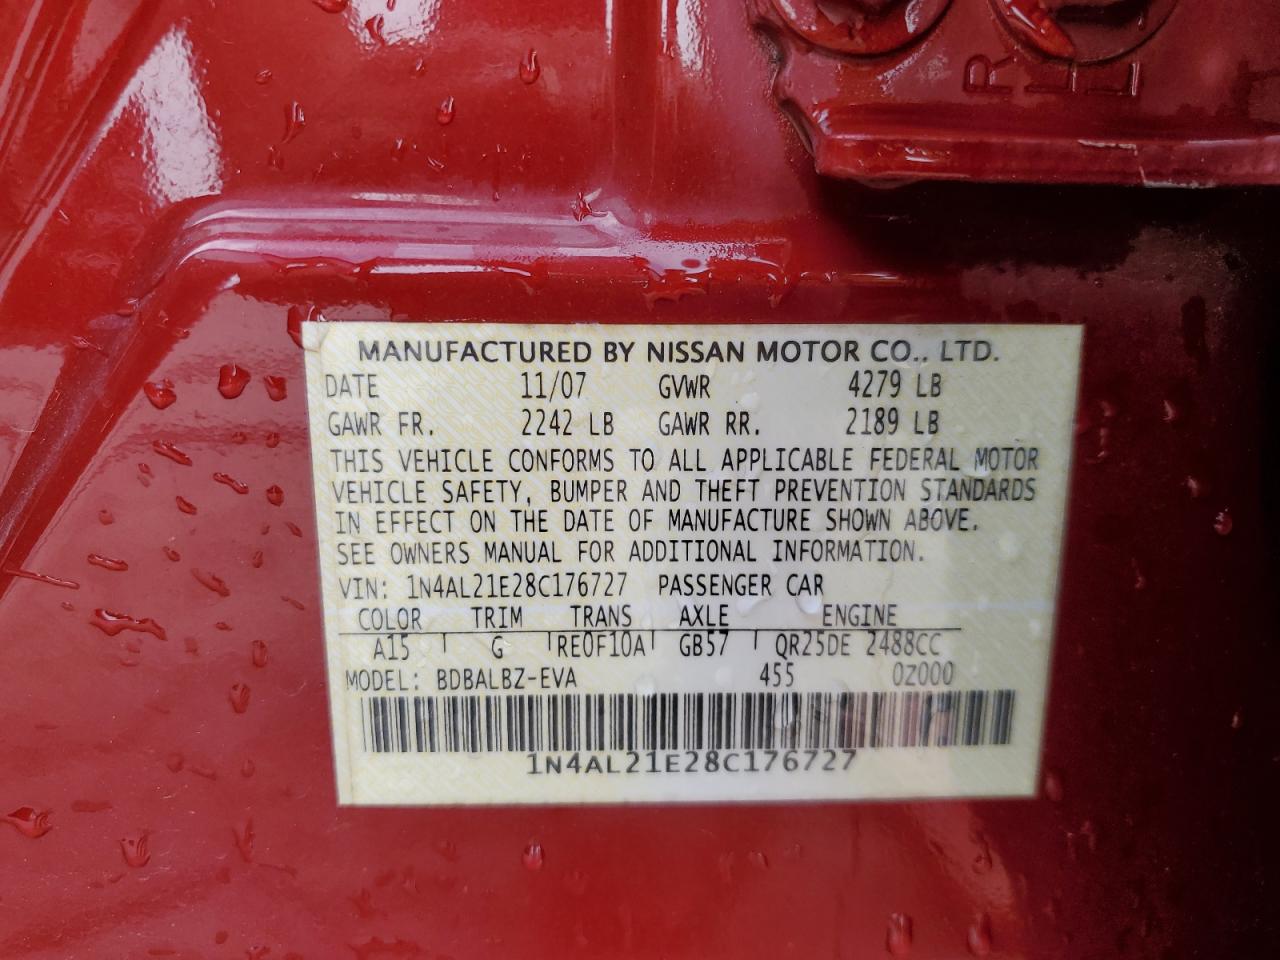 R
E
L
MANUFACTURED BY NISSAN MOTOR CO., LTD.
DATE 11/07 GVWR 4279 LB
GAWR FR. 2242 LB GAWR RR. 2189 LB
THIS VEHICLE CONFORMS TO ALL APPLICABLE FEDERAL MOTOR
VEHICLE SAFETY, BUMPER AND THEFT PREVENTION STANDARDS
IN EFFECT ON THE DATE OF MANUFACTURE SHOWN ABOVE.
SEE OWNERS MANUAL FOR ADDITIONAL INFORMATION.
VIN: 1N4AL21E28C176727 PASSENGER CAR
COLOR TRIM TRANS AXLE ENGINE
A15 G RE0F10A GB57 QR25DE 2488CC
MODEL: BDBALBZ-EVA 455 0Z000
1N4AL21E28C176727